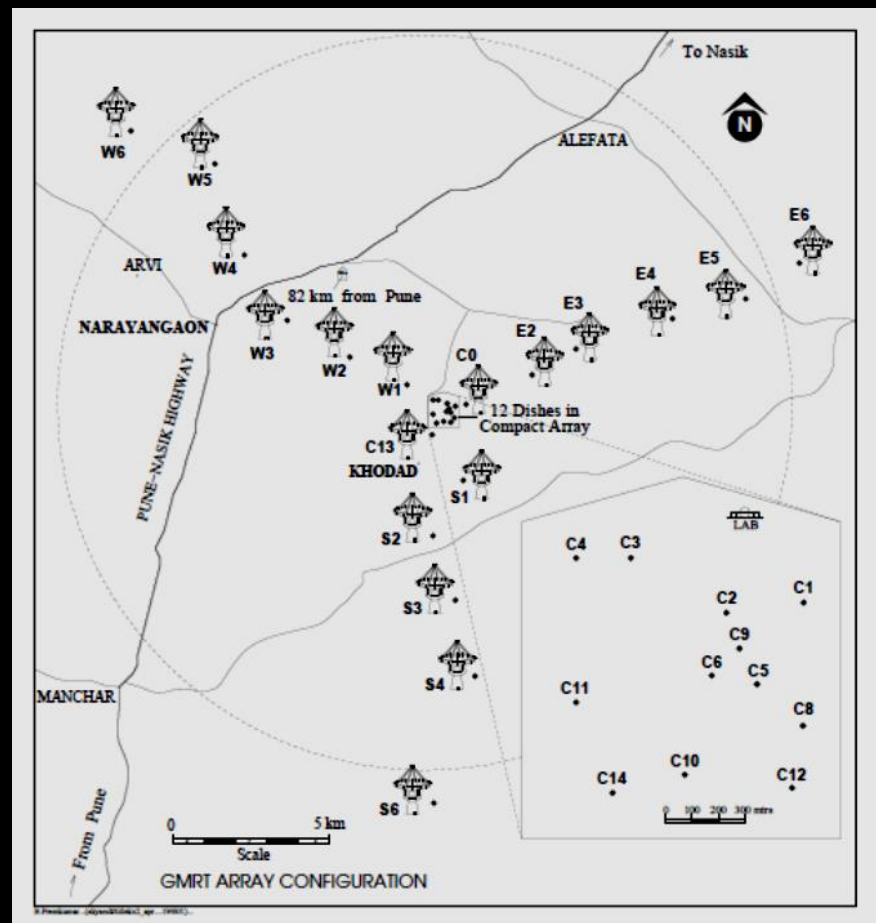 To Nasik
N
ALEFATA
W6
W5
W4
E6
E5
E4
E3
E2
ARVI
82 km from Pune
NARAYANGAON
W3
W2
W1
C0
12 Dishes in
Compact Array
C13
KHODAD
PUNE-NASIK HIGHWAY
S1
S2
S3
S4
S6
LAB
C4
C3
C1
C2
C9
C6
C5
C11
C8
C10
C14
C12
0 100 200 300 mtrs
MANCHAR
From Pune
0 5 km
Scale
GMRT ARRAY CONFIGURATION